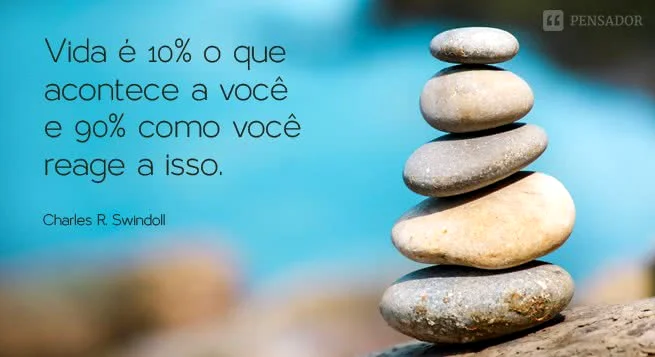 PENSADOR
Vida é 10% o que
acontece a você
e 90% como você
reage a isso.
Charles R. Swindoll